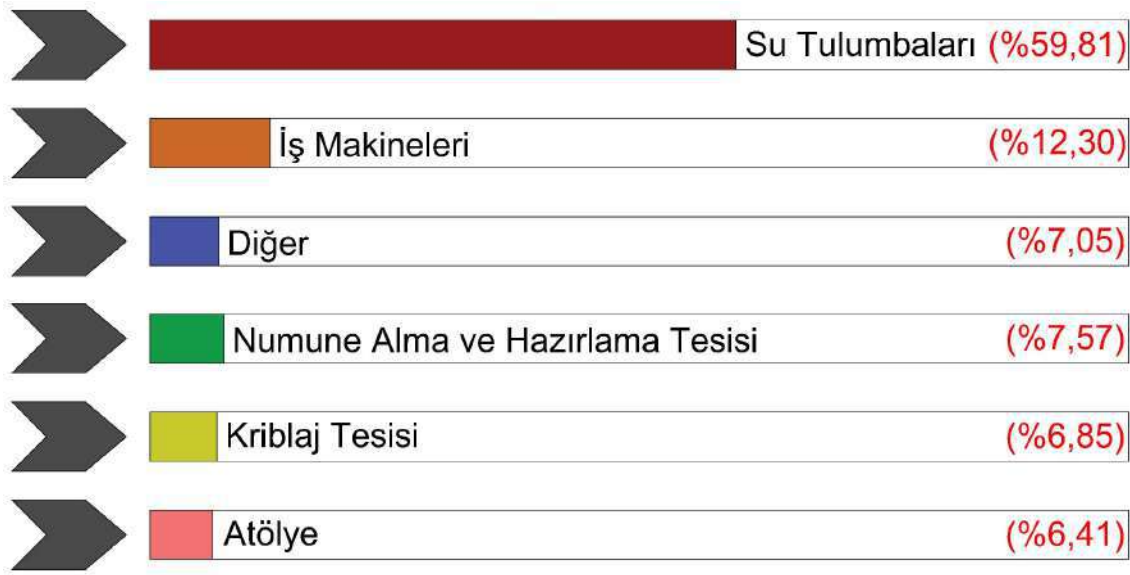 Su Tulumbaları (%59,81)
İş Makineleri (%12,30)
Diğer (%7,05)
Numune Alma ve Hazırlama Tesisi (%7,57)
Kriblaj Tesisi (%6,85)
Atölye (%6,41)